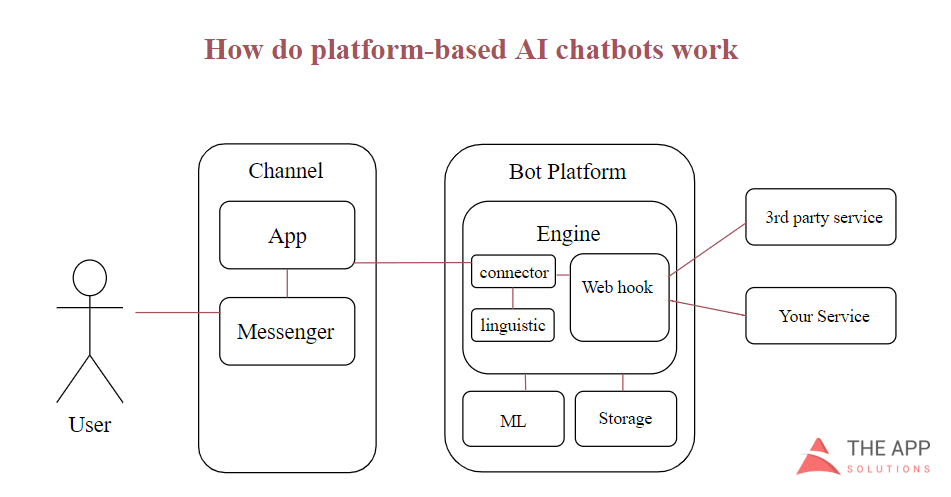 How do platform-based AI chatbots work
Channel
App
Messenger
User
Bot Platform
Engine
connector
linguistic
Web hook
ML
Storage
3rd party service
Your Service
THE APP
SOLUTIONS